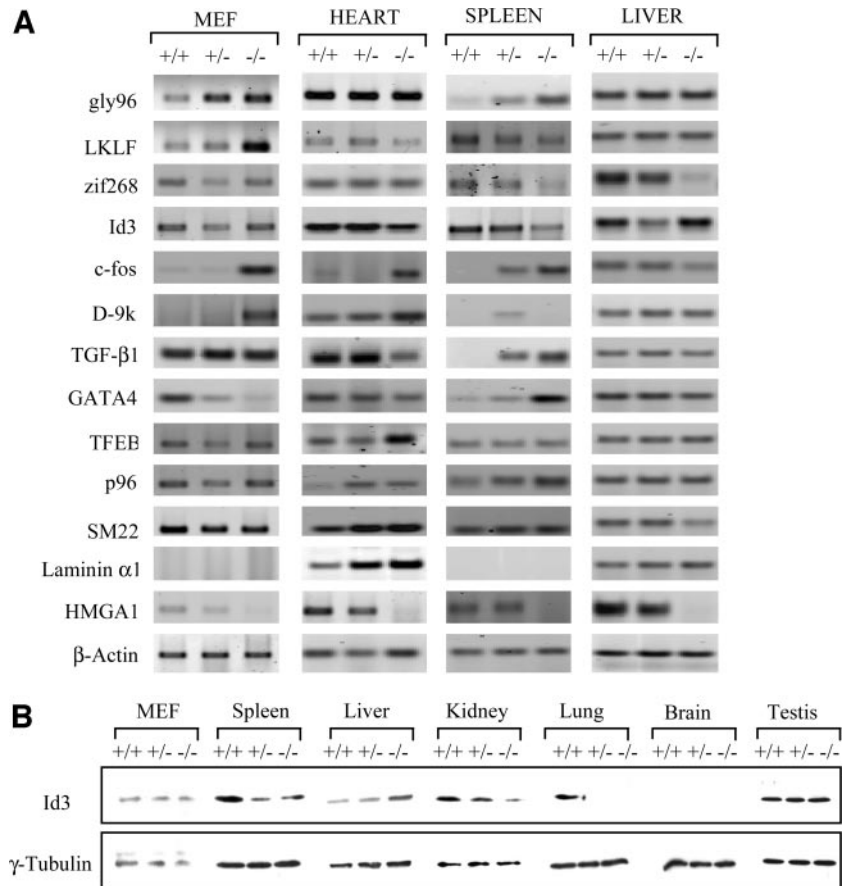 A
MEF HEART SPLEEN LIVER
+/+ +/- -/- +/+ +/- -/- +/+ +/- -/- +/+ +/- -/-
gly96
LKLF
zif268
Id3
c-fos
D-9k
TGF-β1
GATA4
TFEB
p96
SM22
Laminin α1
HMGA1
β-Actin
B
MEF Spleen Liver Kidney Lung Brain Testis
+/+ +/- -/- +/+ +/- -/- +/+ +/- -/- +/+ +/- -/- +/+ +/- -/- +/+ +/- -/- +/+ +/- -/-
Id3
γ-Tubulin